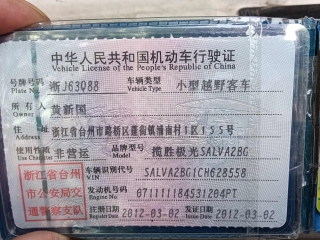 中华人民共和国机动车行驶证
Vehicle License of the People's Republic of China
号牌号码 浙J63Q88 车辆类型 小型越野客车
Plate No. Vehicle Type
所有人 黄新国
Owner
住址 浙江省台州市路桥区蓬街镇浦南村1区155号
使用性质 非营运 品牌型号 揽胜极光SALVA2BG
Use Character Model
浙江省台 车辆识别代号 SALVA2BG1CH628558
VIN
州市公安局交 发动机号码 071111184531204PT
Engine No.
通警察支队 注册日期 2012-03-02 发证日期 2012-03-02
Register Date Issue Date